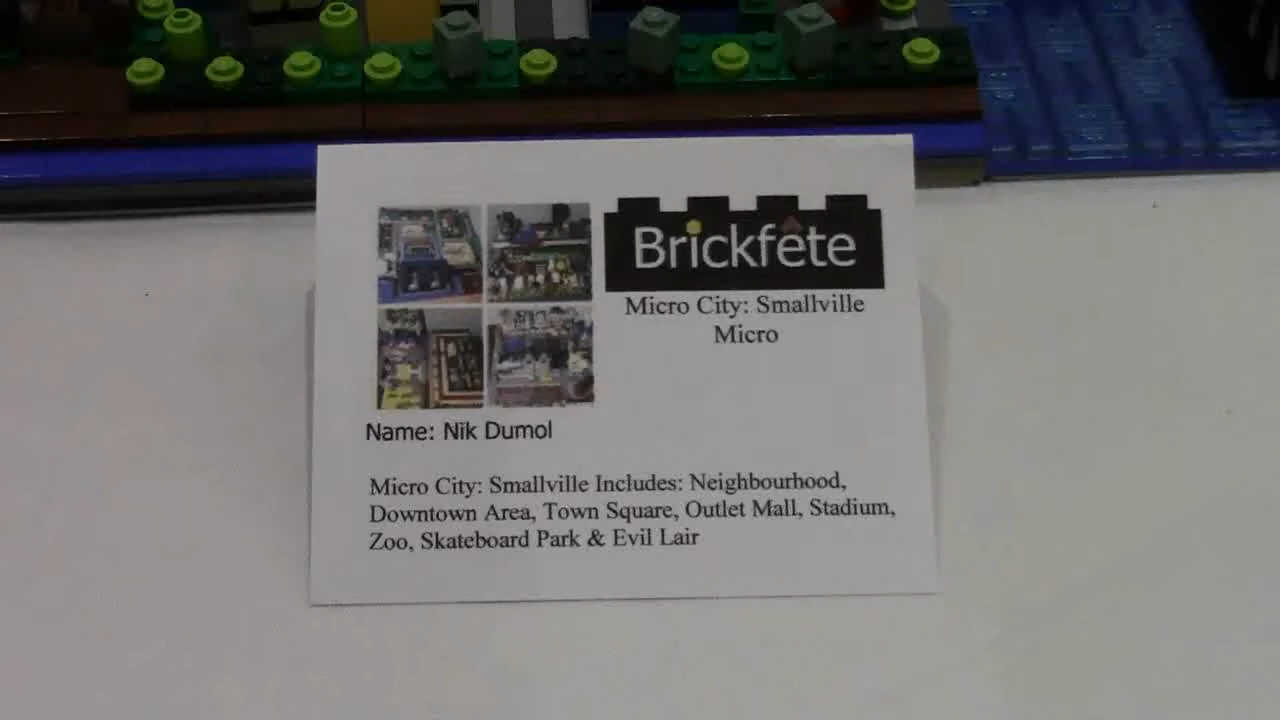 Brickfête
Micro City: Smallville
Micro
Name: Nik Dumol
Micro City: Smallville Includes: Neighbourhood,
Downtown Area, Town Square, Outlet Mall, Stadium,
Zoo, Skateboard Park & Evil Lair